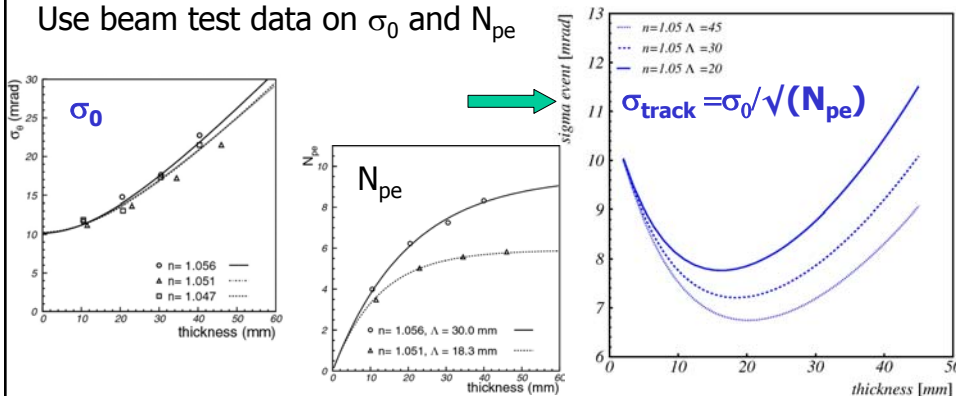 Use beam test data on σ0 and Npe
σθ (mrad)
30
25
20
15
10
5
0
σ0
n= 1.056
n= 1.051
n= 1.047
0 10 20 30 40 50 60
thickness (mm)
Npe
10
8
6
4
2
0
Npe
n= 1.056, Λ = 30.0 mm
n= 1.051, Λ = 18.3 mm
0 10 20 30 40 50 60
thickness (mm)
sigma event [mrad]
13
12
11
10
9
8
7
6
n=1.05 Λ =45
n=1.05 Λ =30
n=1.05 Λ =20
σtrack =σ0/√(Npe)
0 10 20 30 40 50
thickness [mm]